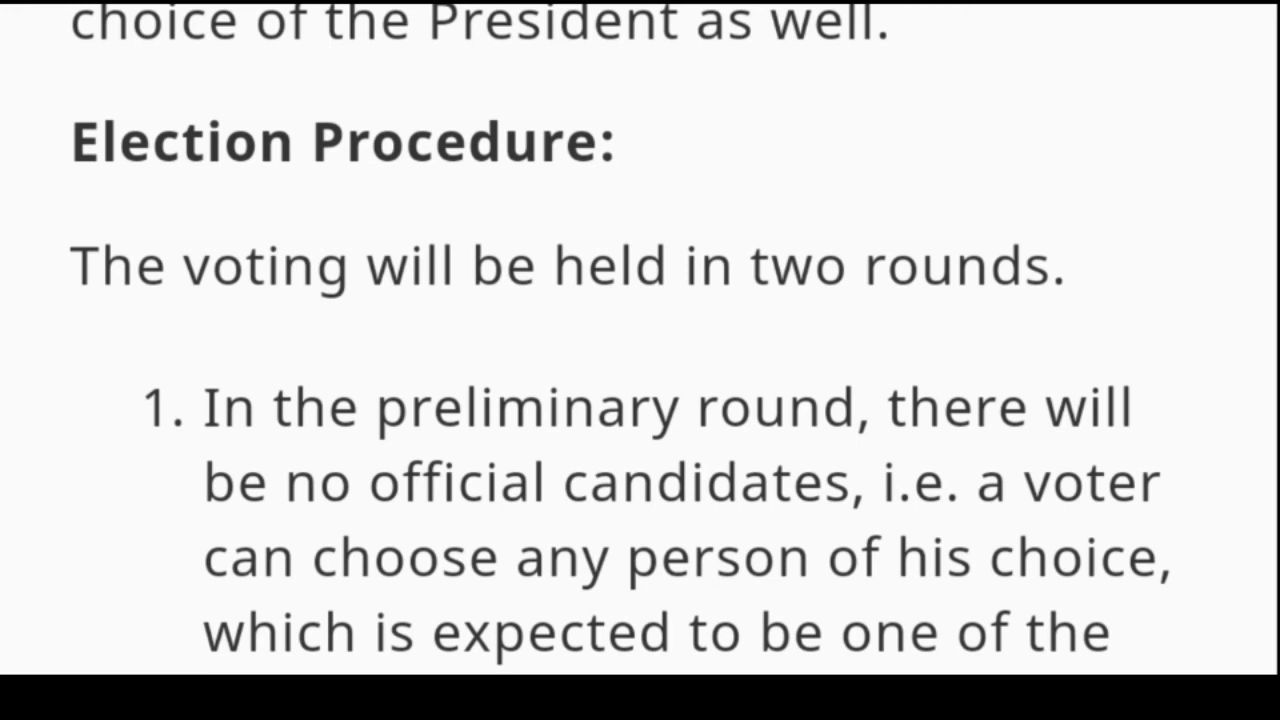 choice of the President as well.
Election Procedure:
The voting will be held in two rounds.
1. In the preliminary round, there will
be no official candidates, i.e. a voter
can choose any person of his choice,
which is expected to be one of the